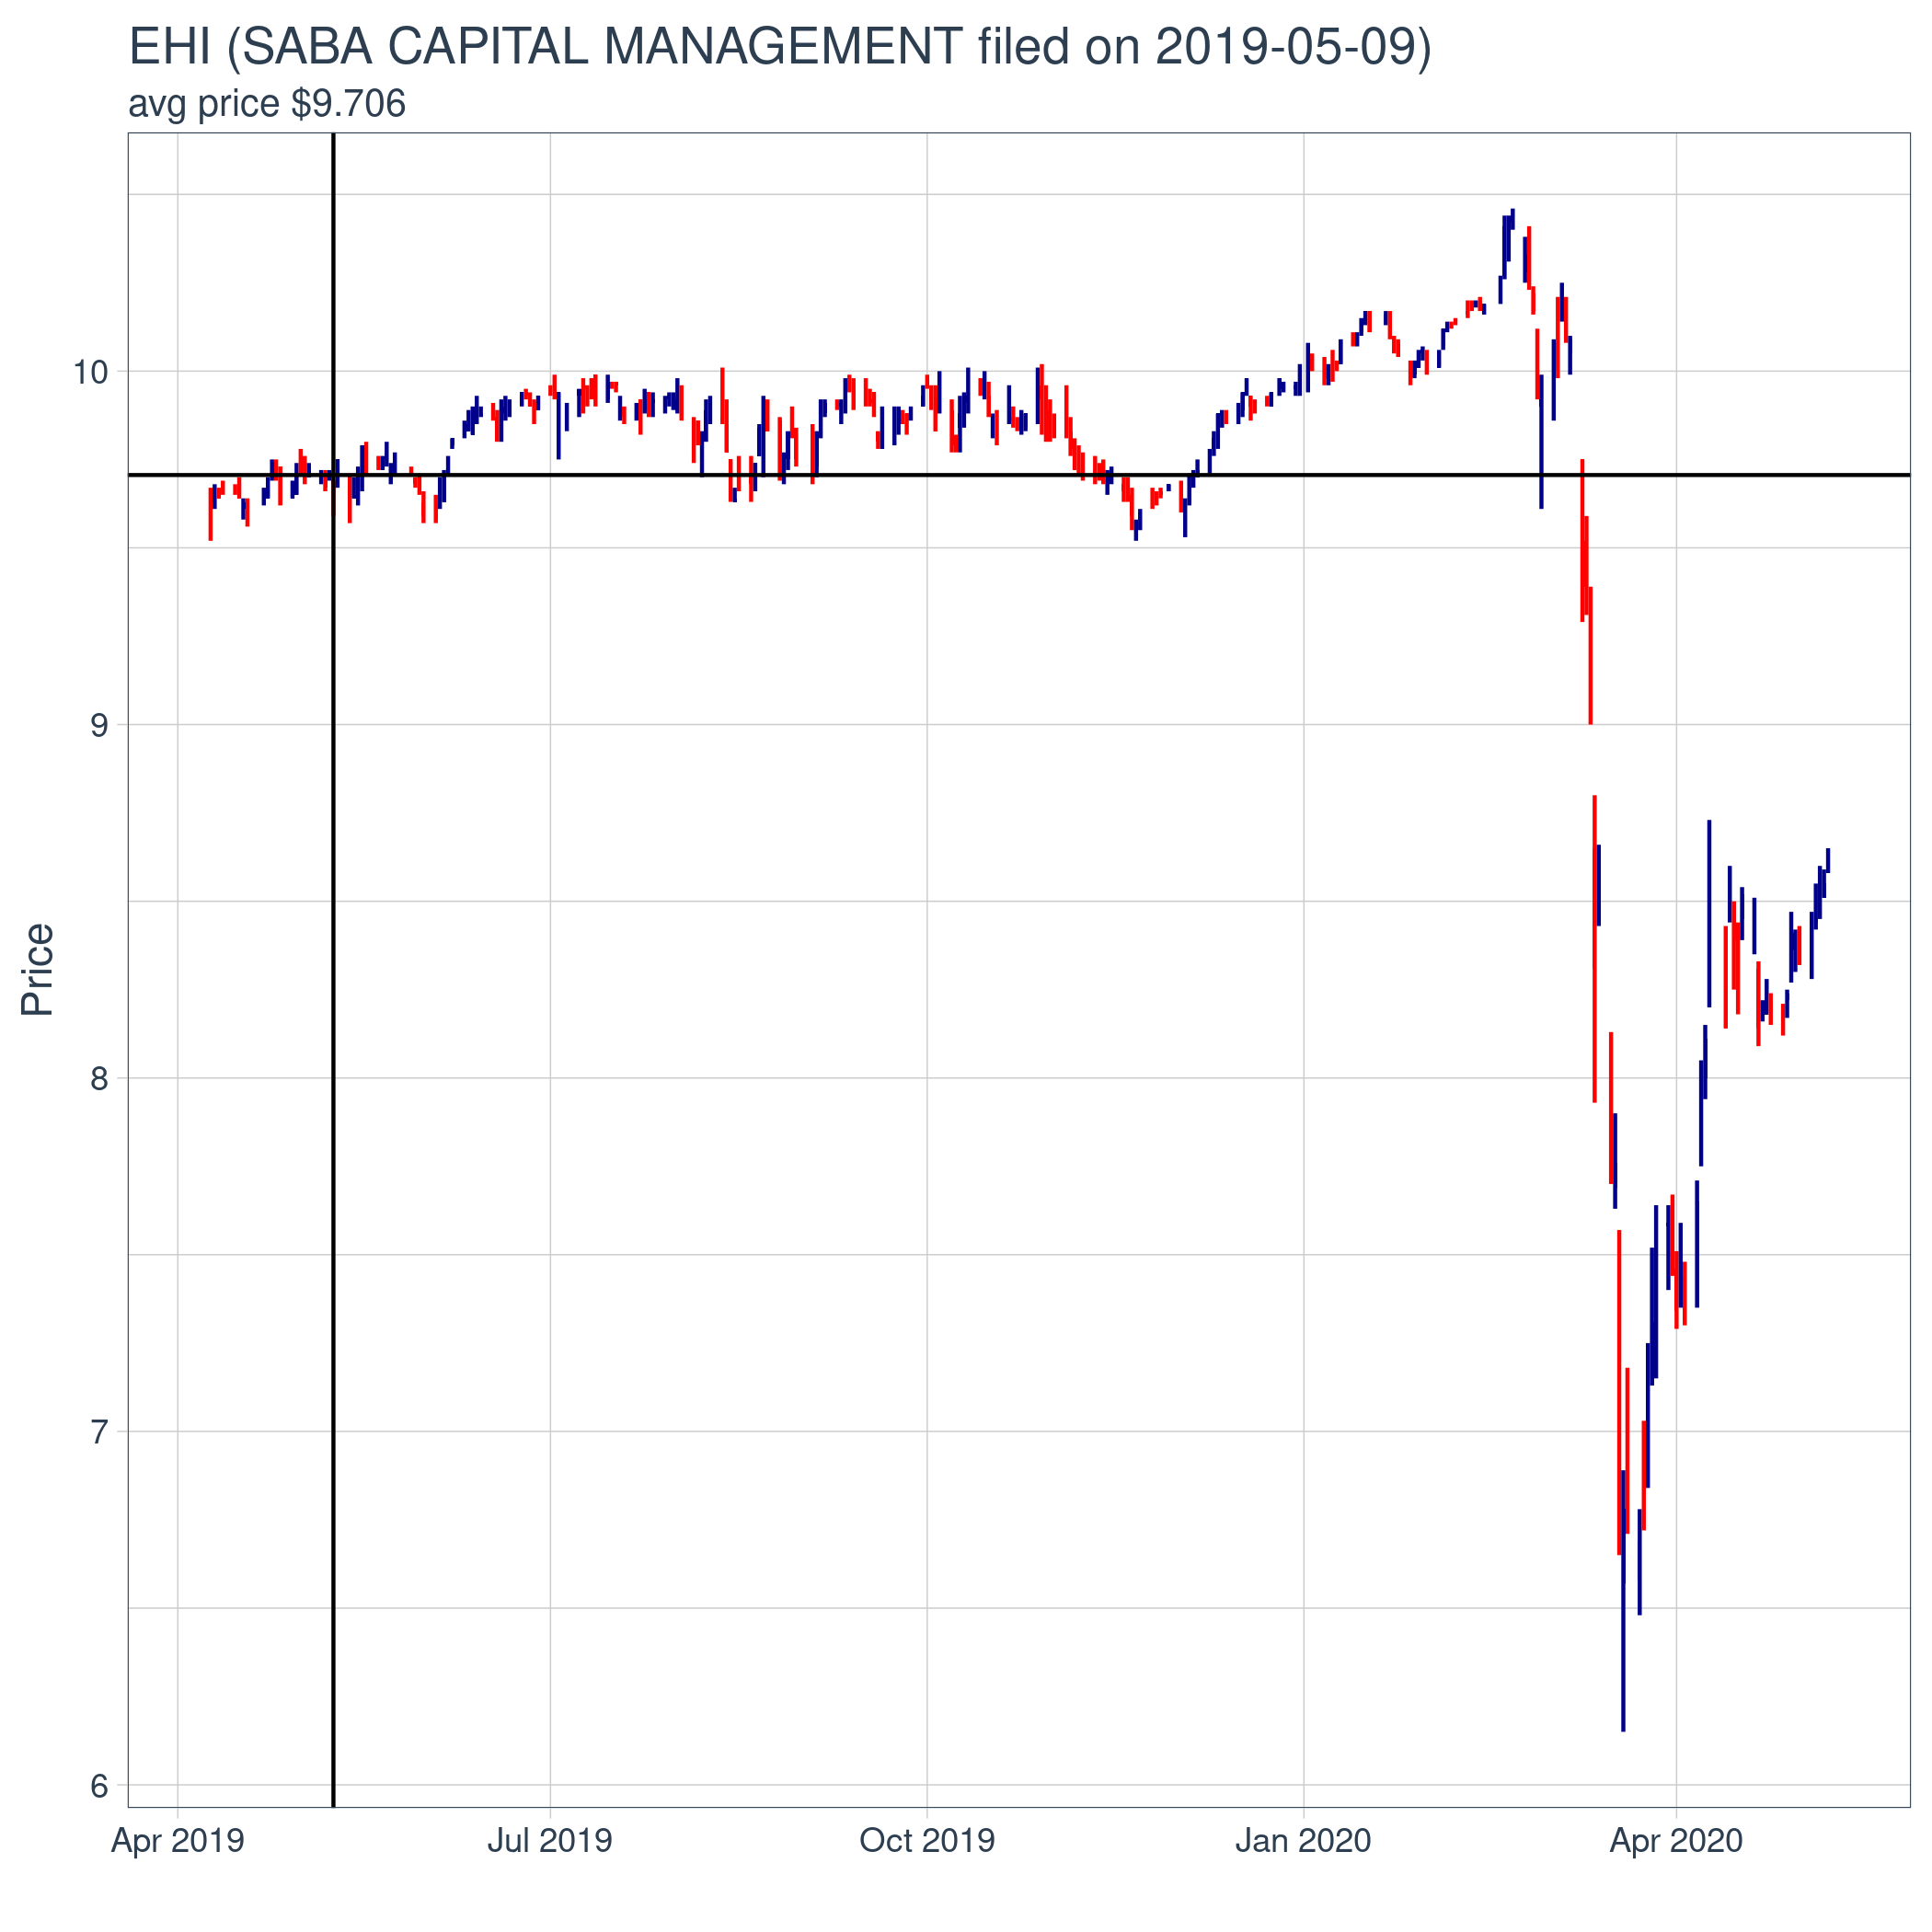 EHI (SABA CAPITAL MANAGEMENT filed on 2019-05-09)
avg price $9.706
10
9
8
7
6
Price
Apr 2019
Jul 2019
Oct 2019
Jan 2020
Apr 2020